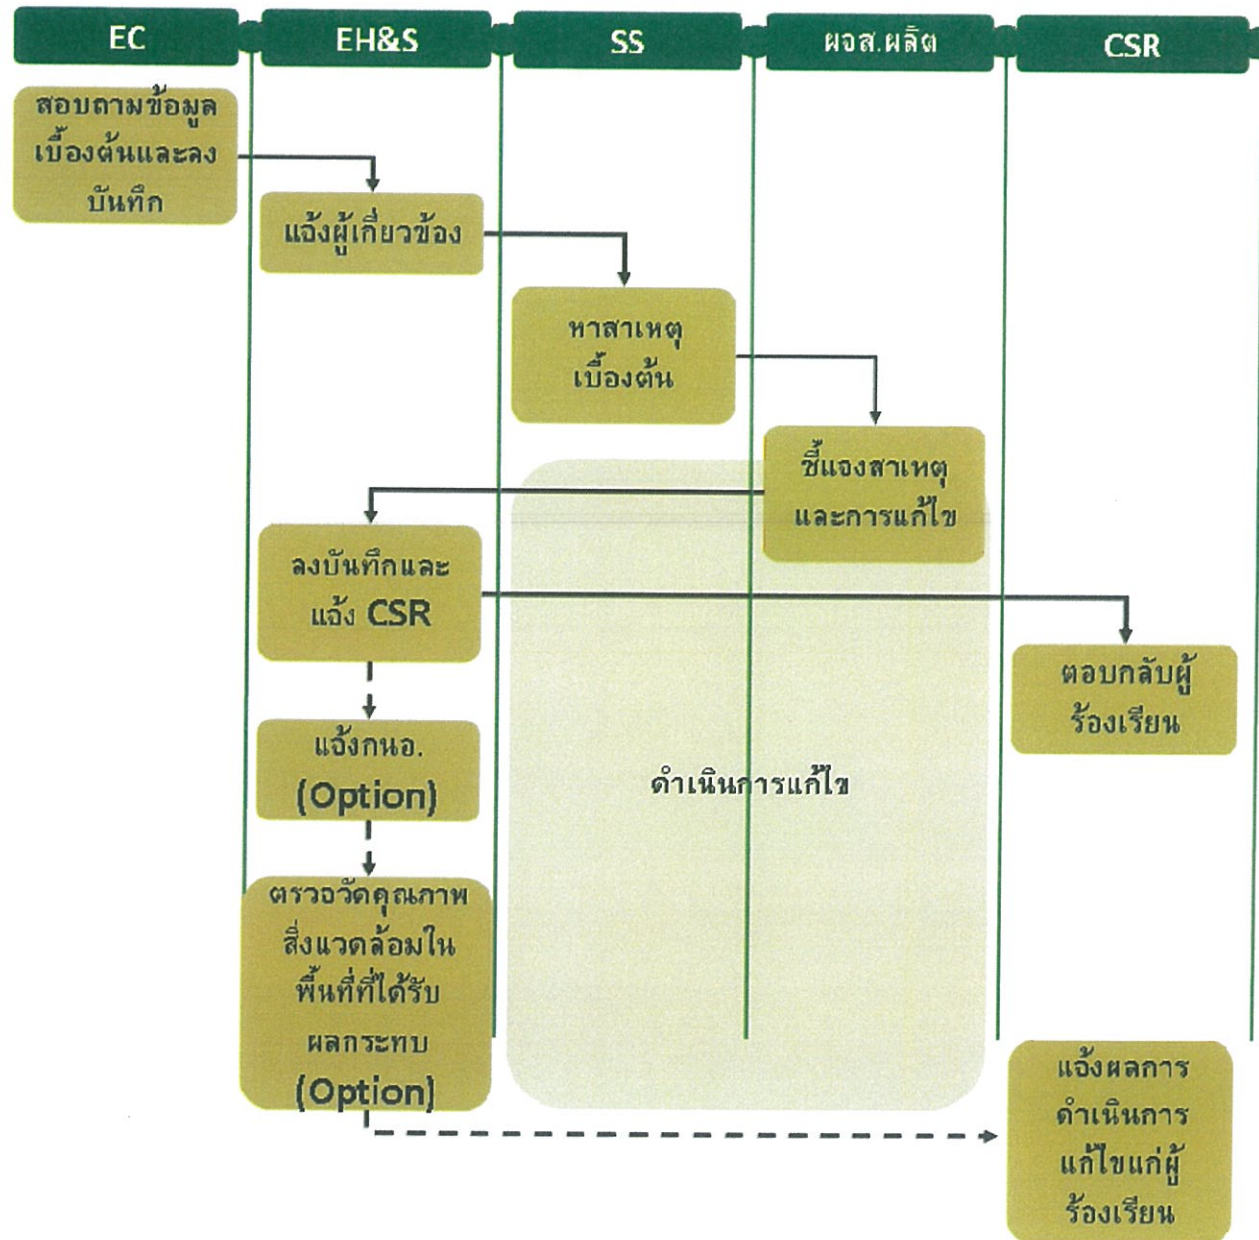 EC
EH&S
SS
ผจส.ผลิต
CSR
สอบถามข้อมูล
เบื้องต้นและลง
บันทึก
แจ้งผู้เกี่ยวข้อง
หาสาเหตุ
เบื้องต้น
ชี้แจงสาเหตุ
และการแก้ไข
ลงบันทึกและ
แจ้ง CSR
ตอบกลับผู้
ร้องเรียน
แจ้งกนอ.
(Option)
ดำเนินการแก้ไข
ตรวจวัดคุณภาพ
สิ่งแวดล้อมใน
พื้นที่ที่ได้รับ
ผลกระทบ
(Option)
แจ้งผลการ
ดำเนินการ
แก้ไขแก่ผู้
ร้องเรียน